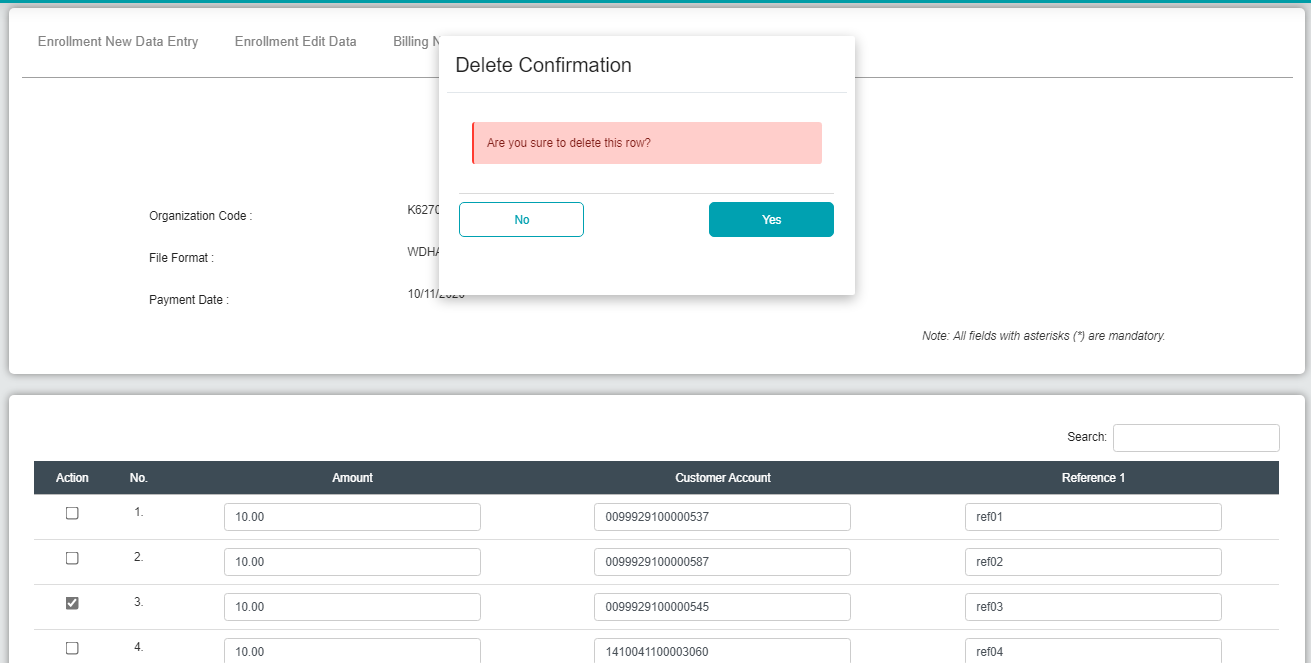 Enrollment New Data Entry Enrollment Edit Data Billing
Delete Confirmation
Are you sure to delete this row?
No Yes
Organization Code : K6270
File Format : WDHA
Payment Date : 10/11/2020
Note: All fields with asterisks (*) are mandatory.
Search:
Action No. Amount Customer Account Reference 1
1. 10.00 0099929100000537 ref01
2. 10.00 0099929100000587 ref02
3. 10.00 0099929100000545 ref03
4. 10.00 1410041100003060 ref04